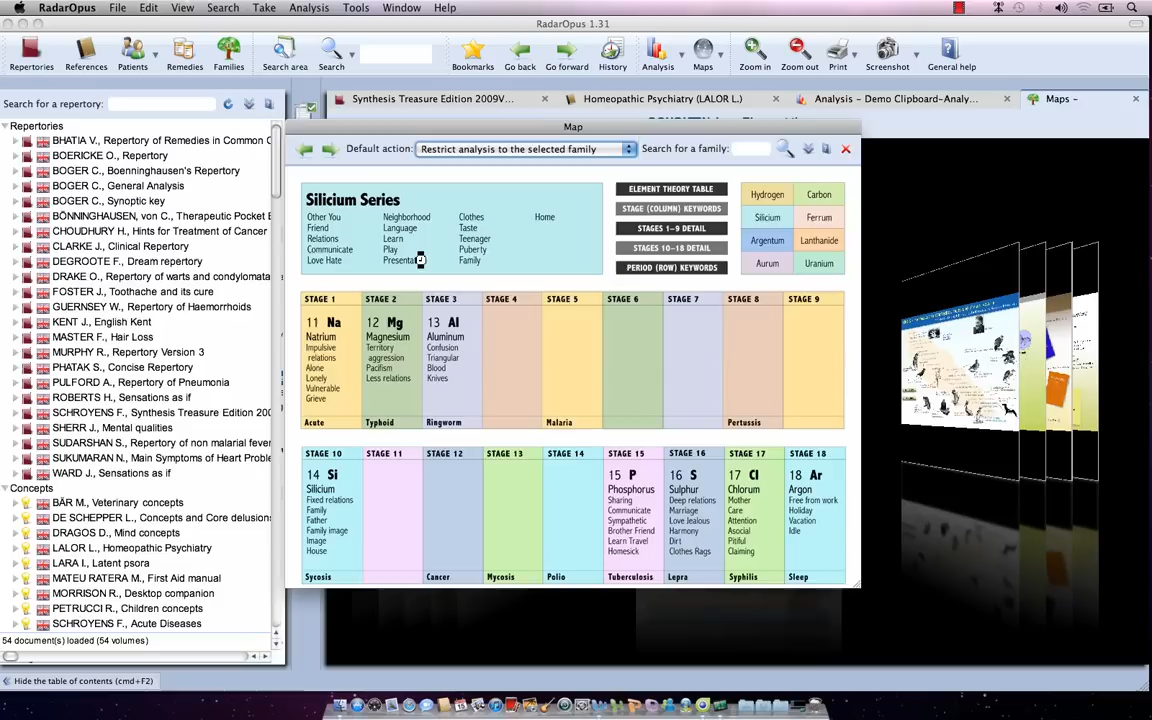 RadarOpus File Edit View Search Take Analysis Tools Window Help
RadarOpus 1.31
Repertories References Patients Remedies Families Search area Search Bookmarks Go back Go forward History Analysis Maps Zoom in Zoom out Print Screenshot General help
Search for a repertory:
Synthesis Treasure Edition 2009V...
Homeopathic Psychiatry (LALOR L.)
Analysis – Demo Clipboard-Analy...
Maps –
Repertories
BHATIA V., Repertory of Remedies in Common C
BOERICKE O., Repertory
BOGER C., Boenninghausen's Repertory
BOGER C., General Analysis
BOGER C., Synoptic key
BÖNNINGHAUSEN, von C., Therapeutic Pocket E
CHOUDHURY H., Hints for Treatment of Cancer
CLARKE J., Clinical Repertory
DEGROOTE F., Dream repertory
DRAKE O., Repertory of warts and condylomata
FOSTER J., Toothache and its cure
GUERNSEY W., Repertory of Haemorrhoids
KENT J., English Kent
MASTER F., Hair Loss
MURPHY R., Repertory Version 3
PHATAK S., Concise Repertory
PULFORD A., Repertory of Pneumonia
ROBERTS H., Sensations as if
SCHROYENS F., Synthesis Treasure Edition 200
SHERR J., Mental qualities
SUDARSHAN S., Repertory of non malarial fever
SUKUMARAN N., Main Symptoms of Heart Proble
WARD J., Sensations as if
Concepts
BÄR M., Veterinary concepts
DE SCHEPPER L., Concepts and Core delusion
DRAGOS D., Mind concepts
LALOR L., Homeopathic Psychiatry
LARA I., Latent psora
MATEU RATERA M., First Aid manual
MORRISON R., Desktop companion
PETRUCCI R., Children concepts
SCHROYENS F., Acute Diseases
54 document(s) loaded (54 volumes)
Hide the table of contents (cmd+F2)
Map
Default action: Restrict analysis to the selected family Search for a family:
Silicium Series
Other You Neighborhood Clothes Home
Friend Language Taste
Relations Learn Teenager
Communicate Play Puberty
Love Hate Presentat Family
ELEMENT THEORY TABLE
STAGE (COLUMN) KEYWORDS
STAGES 1–9 DETAIL
STAGES 10–18 DETAIL
PERIOD (ROW) KEYWORDS
Hydrogen Carbon
Silicium Ferrum
Argentum Lanthanide
Aurum Uranium
STAGE 1 STAGE 2 STAGE 3 STAGE 4 STAGE 5 STAGE 6 STAGE 7 STAGE 8 STAGE 9
11 Na
Natrium
Impulsive
relations
Alone
Lonely
Vulnerable
Grieve
12 Mg
Magnesium
Territory
aggression
Pacifism
Less relations
13 Al
Aluminum
Confusion
Triangular
Blood
Knives
Acute Typhoid Ringworm Malaria Pertussis
STAGE 10 STAGE 11 STAGE 12 STAGE 13 STAGE 14 STAGE 15 STAGE 16 STAGE 17 STAGE 18
14 Si
Silicium
Fixed relations
Family
Father
Family image
Image
House
15 P
Phosphorus
Sharing
Communicate
Sympathetic
Brother Friend
Learn Travel
Homesick
16 S
Sulphur
Deep relations
Marriage
Love Jealous
Harmony
Dirt
Clothes Rags
17 Cl
Chlorum
Mother
Care
Attention
Asocial
Pitiful
Claiming
18 Ar
Argon
Free from work
Holiday
Vacation
Idle
Sycosis Cancer Mycosis Polio Tuberculosis Lepra Syphilis Sleep